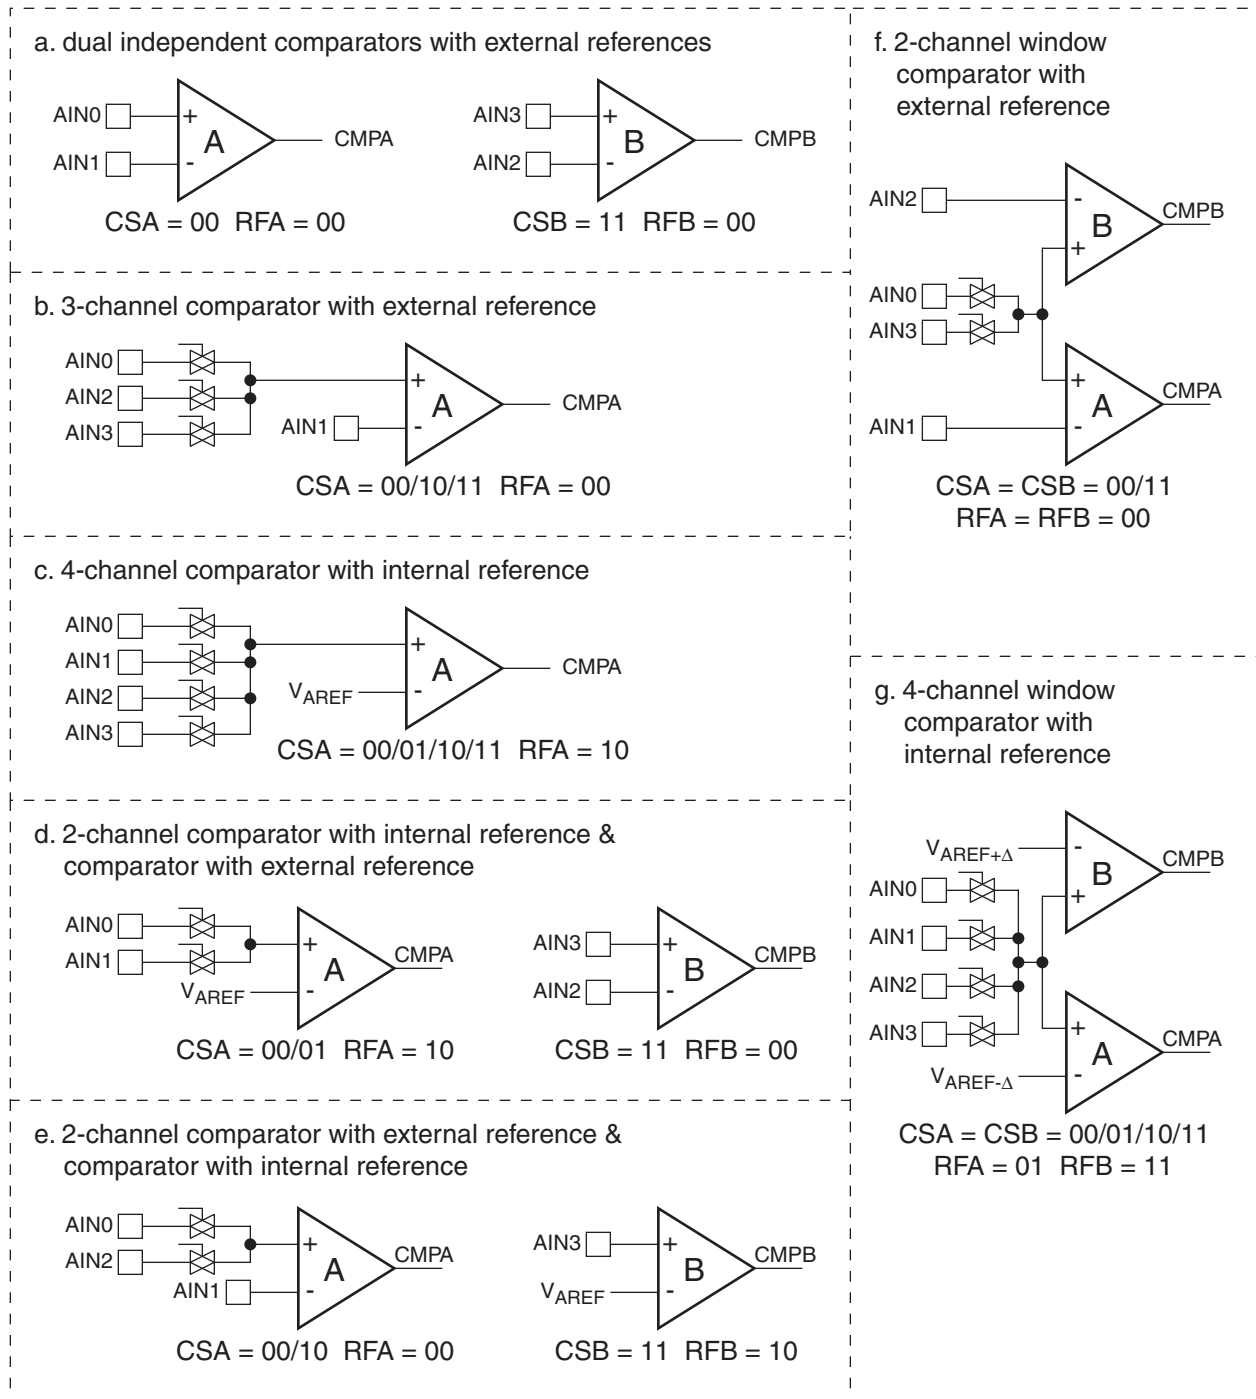 a. dual independent comparators with external references
AIN0
+
A
CMPA
AIN1
-
CSA = 00 RFA = 00
AIN3
+
B
CMPB
AIN2
-
CSB = 11 RFB = 00
b. 3-channel comparator with external reference
AIN0
AIN2
AIN3
+
A
CMPA
AIN1
-
CSA = 00/10/11 RFA = 00
c. 4-channel comparator with internal reference
AIN0
AIN1
AIN2
AIN3
+
A
CMPA
VAREF
-
CSA = 00/01/10/11 RFA = 10
d. 2-channel comparator with internal reference &
comparator with external reference
AIN0
AIN1
+
A
CMPA
VAREF
-
CSA = 00/01 RFA = 10
AIN3
+
B
CMPB
AIN2
-
CSB = 11 RFB = 00
e. 2-channel comparator with external reference &
comparator with internal reference
AIN0
AIN2
+
A
CMPA
AIN1
-
CSA = 00/10 RFA = 00
AIN3
+
B
CMPB
VAREF
-
CSB = 11 RFB = 10
f. 2-channel window
comparator with
external reference
AIN2
-
B
CMPB
+
AIN0
AIN3
+
A
CMPA
AIN1
-
CSA = CSB = 00/11
RFA = RFB = 00
g. 4-channel window
comparator with
internal reference
VAREF+Δ
-
B
CMPB
+
AIN0
AIN1
AIN2
AIN3
+
A
CMPA
VAREF-Δ
-
CSA = CSB = 00/01/10/11
RFA = 01 RFB = 11